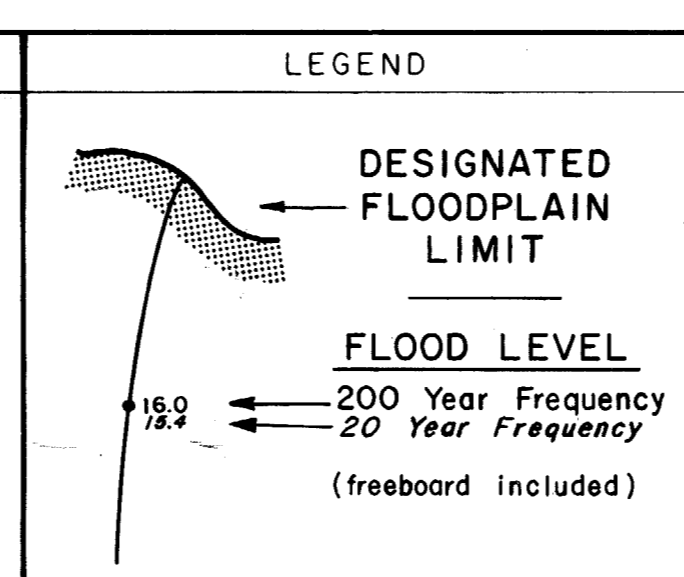 LEGEND
DESIGNATED
FLOODPLAIN
LIMIT
FLOOD LEVEL
16.0
200 Year Frequency
15.4
20 Year Frequency
(freeboard included)